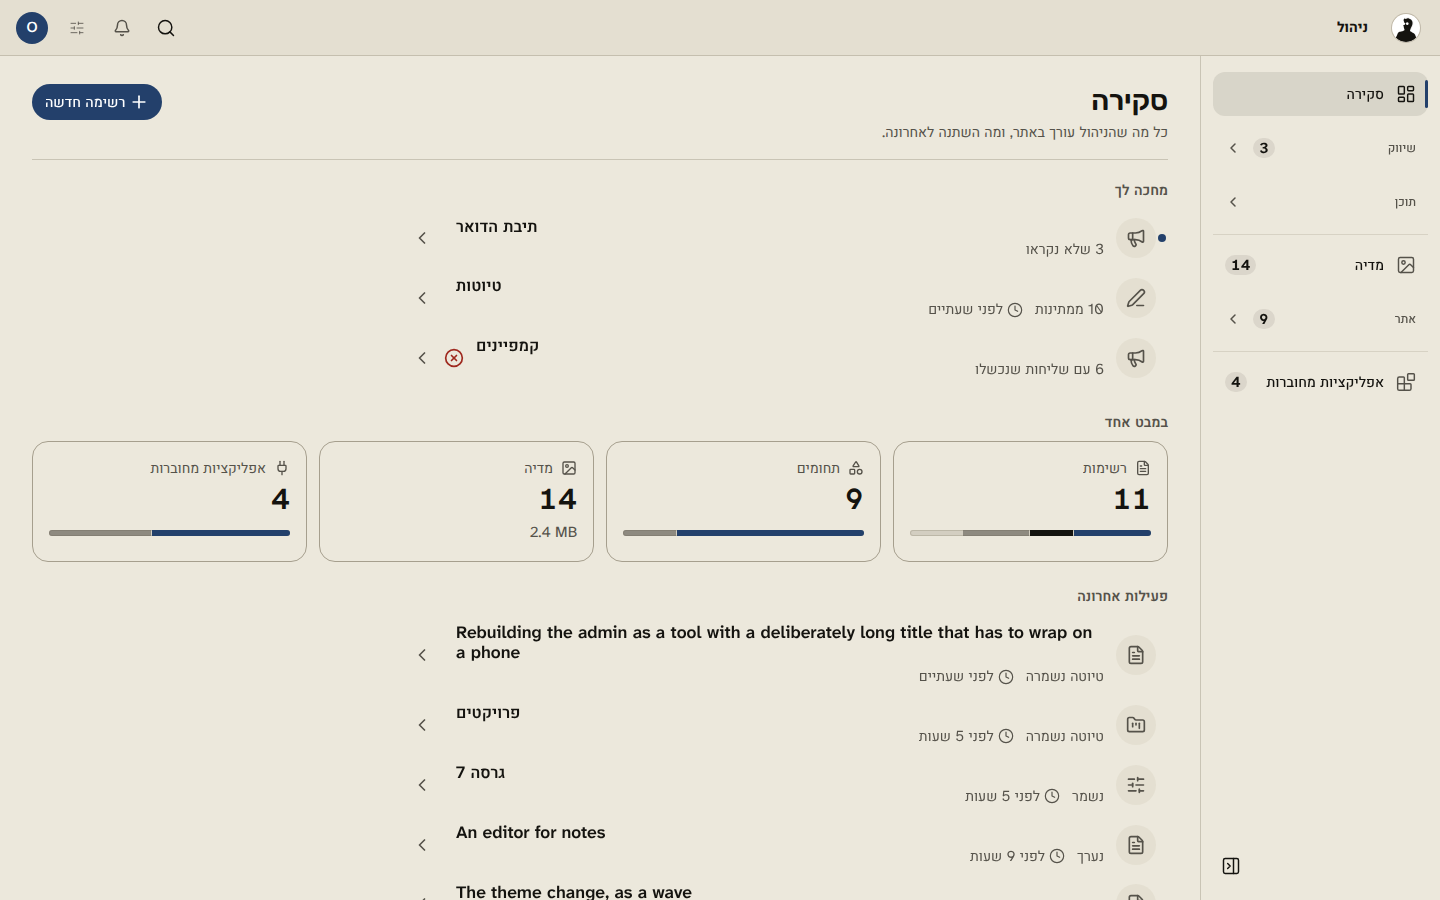 ניהול
O
סקירה
שיווק
3
תוכן
מדיה
14
אתר
9
אפליקציות מחוברות
4
סקירה
רשימה חדשה
כל מה שהניהול עורך באתר, ומה השתנה לאחרונה.
מחכה לך
תיבת הדואר
3 שלא נקראו
טיוטות
10 ממתינות לפני שעתיים
קמפיינים
6 עם שליחות שנכשלו
במבט אחד
רשימות
11
תחומים
9
מדיה
14
2.4 MB
אפליקציות מחוברות
4
פעילות אחרונה
Rebuilding the admin as a tool with a deliberately long title that has to wrap on
a phone
טיוטה נשמרה לפני שעתיים
פרויקטים
טיוטה נשמרה לפני 5 שעות
גרסה 7
נשמר לפני 5 שעות
An editor for notes
נערך לפני 9 שעות
The theme change, as a wave